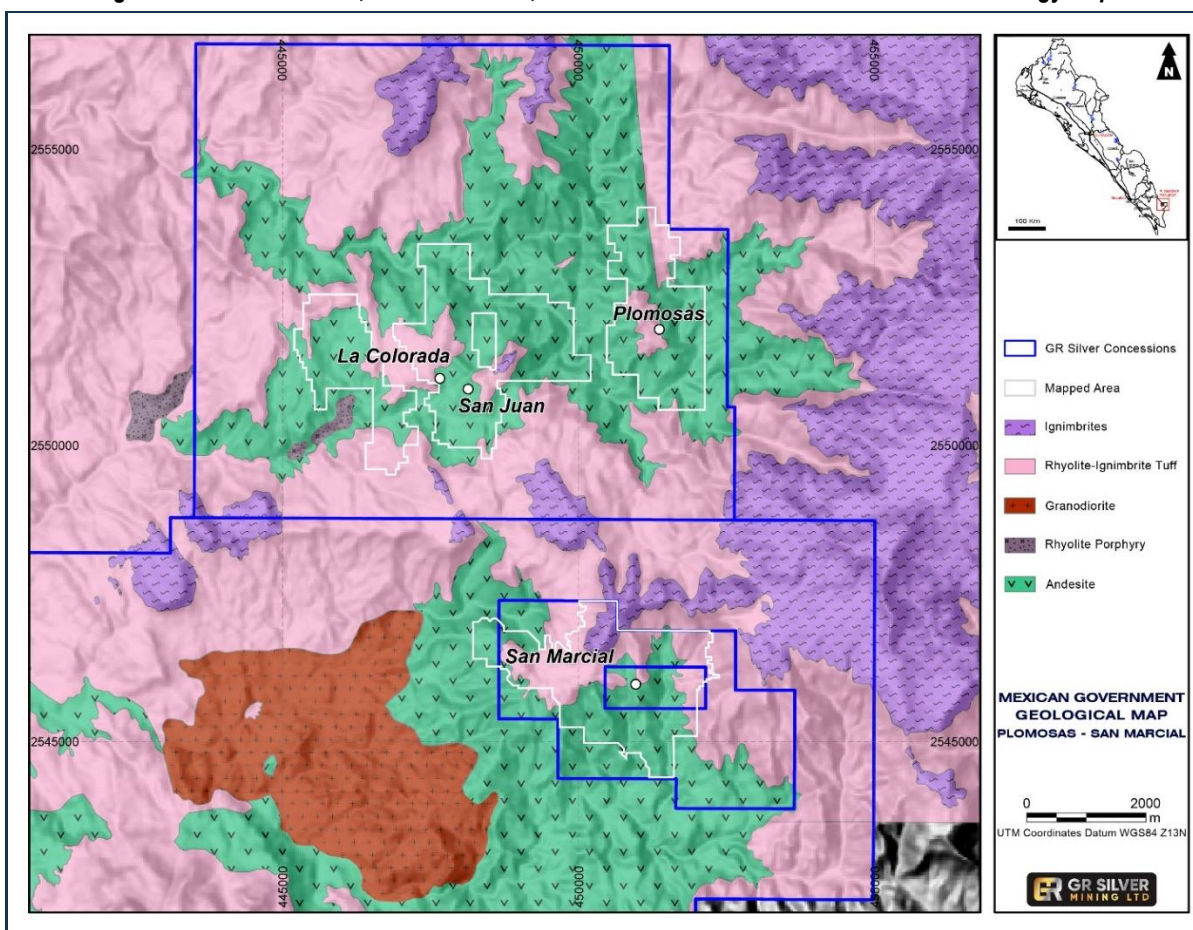 445000
450000
455000
2555000
2555000
Plomosas
La Colorada
San Juan
2550000
2550000
San Marcial
2545000
2545000
445000
450000
N
100 Km
GR Silver Concessions
Mapped Area
Ignimbrites
Rhyolite-Ignimbrite Tuff
Granodiorite
Rhyolite Porphyry
Andesite
MEXICAN GOVERNMENT
GEOLOGICAL MAP
PLOMOSAS - SAN MARCIAL
0 2000
m
UTM Coordinates Datum WGS84 Z13N
GR SILVER
MINING LTD